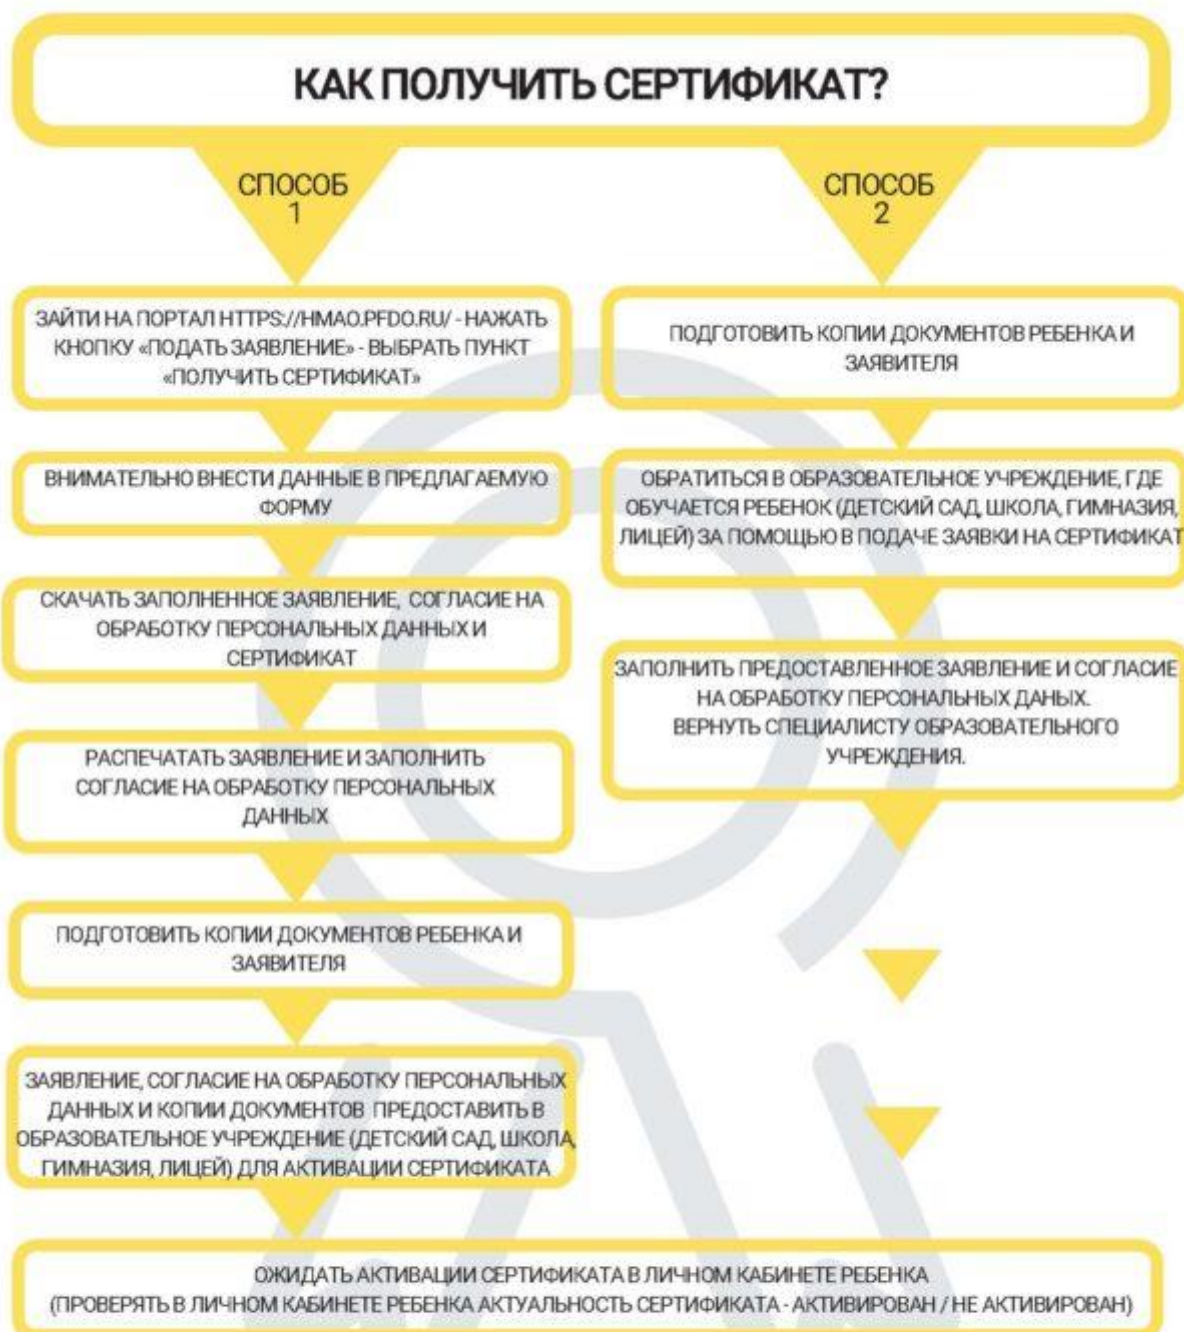 КАК ПОЛУЧИТЬ СЕРТИФИКАТ?
СПОСОБ
1
ЗАЙТИ НА ПОРТАЛ HTTPS://HMAO.PFDO.RU/ - НАЖАТЬ
КНОПКУ «ПОДАТЬ ЗАЯВЛЕНИЕ» - ВЫБРАТЬ ПУНКТ
«ПОЛУЧИТЬ СЕРТИФИКАТ»
ВНИМАТЕЛЬНО ВНЕСТИ ДАННЫЕ В ПРЕДЛАГАЕМУЮ
ФОРМУ
СКАЧАТЬ ЗАПОЛНЕННОЕ ЗАЯВЛЕНИЕ, СОГЛАСИЕ НА
ОБРАБОТКУ ПЕРСОНАЛЬНЫХ ДАННЫХ И
СЕРТИФИКАТ
РАСПЕЧАТАТЬ ЗАЯВЛЕНИЕ И ЗАПОЛНИТЬ
СОГЛАСИЕ НА ОБРАБОТКУ ПЕРСОНАЛЬНЫХ
ДАННЫХ
ПОДГОТОВИТЬ КОПИИ ДОКУМЕНТОВ РЕБЕНКА И
ЗАЯВИТЕЛЯ
ЗАЯВЛЕНИЕ, СОГЛАСИЕ НА ОБРАБОТКУ ПЕРСОНАЛЬНЫХ
ДАННЫХ И КОПИИ ДОКУМЕНТОВ ПРЕДОСТАВИТЬ В
ОБРАЗОВАТЕЛЬНОЕ УЧРЕЖДЕНИЕ (ДЕТСКИЙ САД, ШКОЛА,
ГИМНАЗИЯ, ЛИЦЕЙ) ДЛЯ АКТИВАЦИИ СЕРТИФИКАТА
СПОСОБ
2
ПОДГОТОВИТЬ КОПИИ ДОКУМЕНТОВ РЕБЕНКА И
ЗАЯВИТЕЛЯ
ОБРАТИТЬСЯ В ОБРАЗОВАТЕЛЬНОЕ УЧРЕЖДЕНИЕ, ГДЕ
ОБУЧАЕТСЯ РЕБЕНОК (ДЕТСКИЙ САД, ШКОЛА, ГИМНАЗИЯ,
ЛИЦЕЙ) ЗА ПОМОЩЬЮ В ПОДАЧЕ ЗАЯВКИ НА СЕРТИФИКАТ
ЗАПОЛНИТЬ ПРЕДОСТАВЛЕННОЕ ЗАЯВЛЕНИЕ И СОГЛАСИЕ
НА ОБРАБОТКУ ПЕРСОНАЛЬНЫХ ДАНЫХ.
ВЕРНУТЬ СПЕЦИАЛИСТУ ОБРАЗОВАТЕЛЬНОГО
УЧРЕЖДЕНИЯ.
ОЖИДАТЬ АКТИВАЦИИ СЕРТИФИКАТА В ЛИЧНОМ КАБИНЕТЕ РЕБЕНКА
(ПРОВЕРЯТЬ В ЛИЧНОМ КАБИНЕТЕ РЕБЕНКА АКТУАЛЬНОСТЬ СЕРТИФИКАТА - АКТИВИРОВАН / НЕ АКТИВИРОВАН)